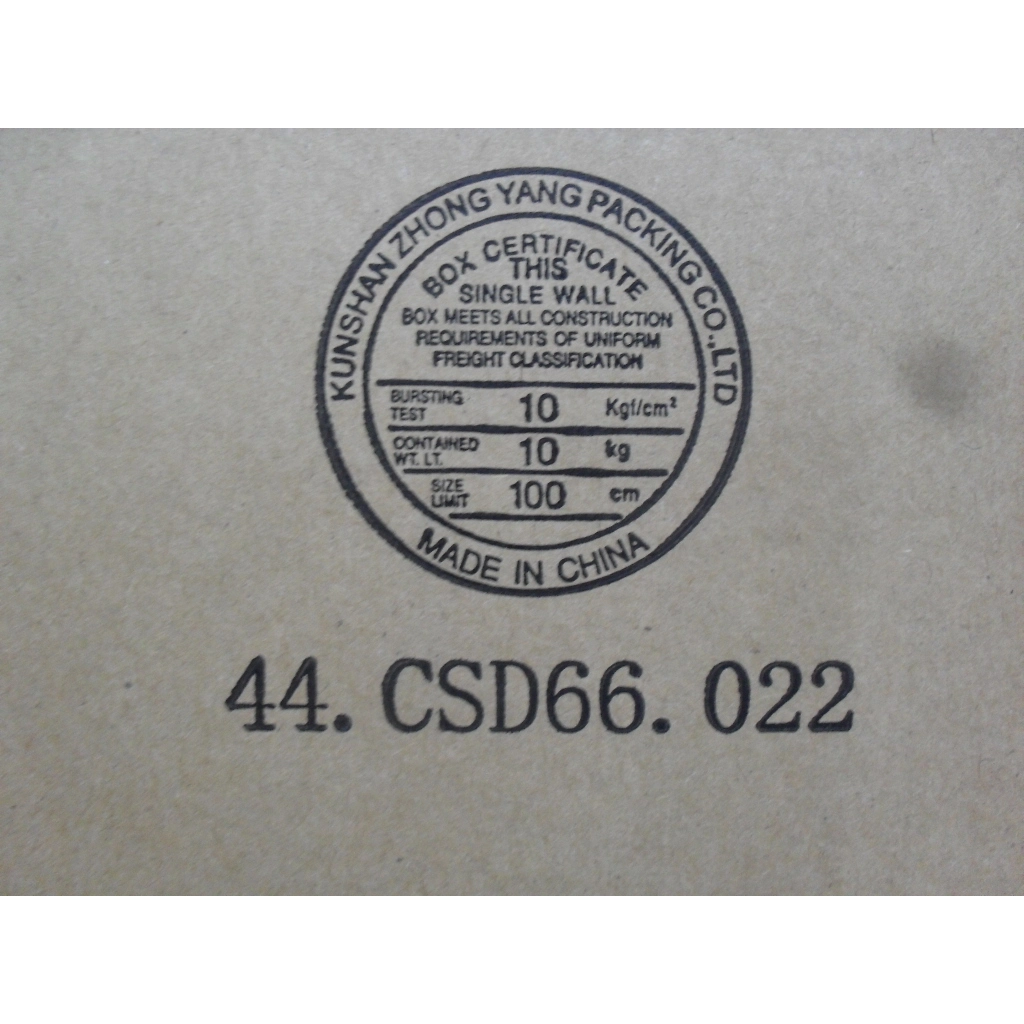 KUNSHAN ZHONG YANG PACKING CO.,LTD
BOX CERTIFICATE
THIS
SINGLE WALL
BOX MEETS ALL CONSTRUCTION
REQUIREMENTS OF UNIFORM
FREIGHT CLASSIFICATION
BURSTING TEST 10 Kgf/cm²
CONTAINED WT. LT. 10 kg
SIZE LIMIT 100 cm
MADE IN CHINA
44. CSD66. 022